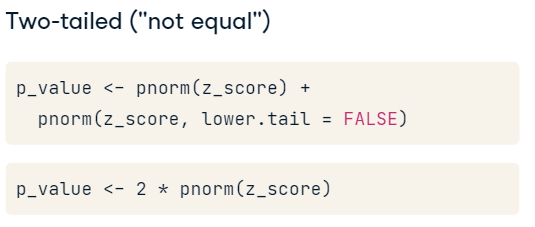 Two-tailed ("not equal")
p_value <- pnorm(z_score) +
  pnorm(z_score, lower.tail = FALSE)
p_value <- 2 * pnorm(z_score)